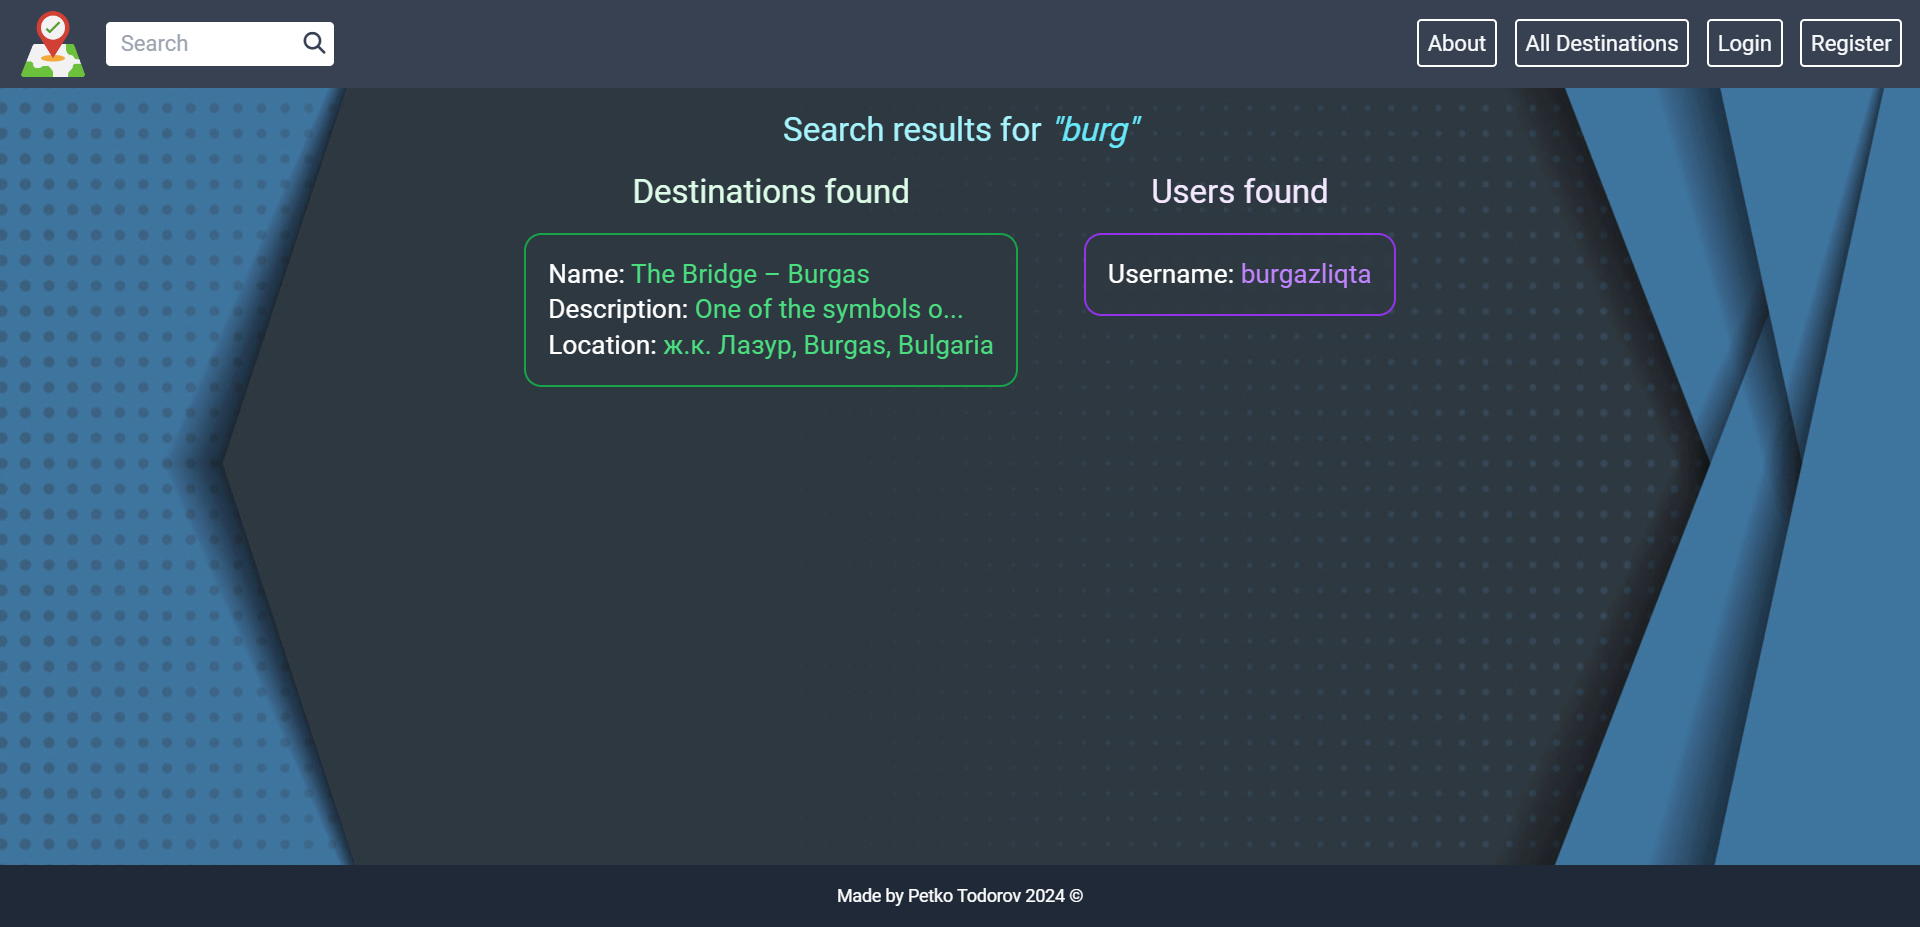 Search
About
All Destinations
Login
Register
Search results for "burg"
Destinations found
Name: The Bridge – Burgas
Description: One of the symbols o...
Location: ж.к. Лазур, Burgas, Bulgaria
Users found
Username: burgazliqta
Made by Petko Todorov 2024 ©